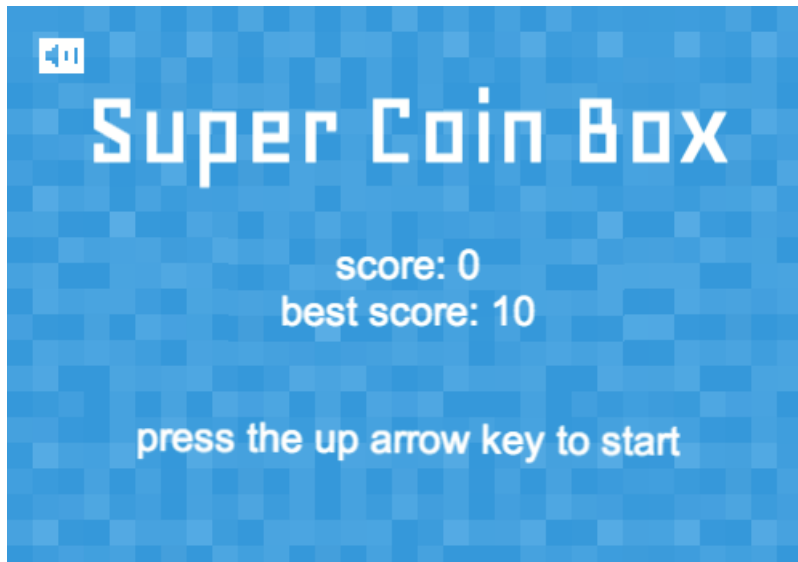 Super Coin Box
score: 0
best score: 10
press the up arrow key to start